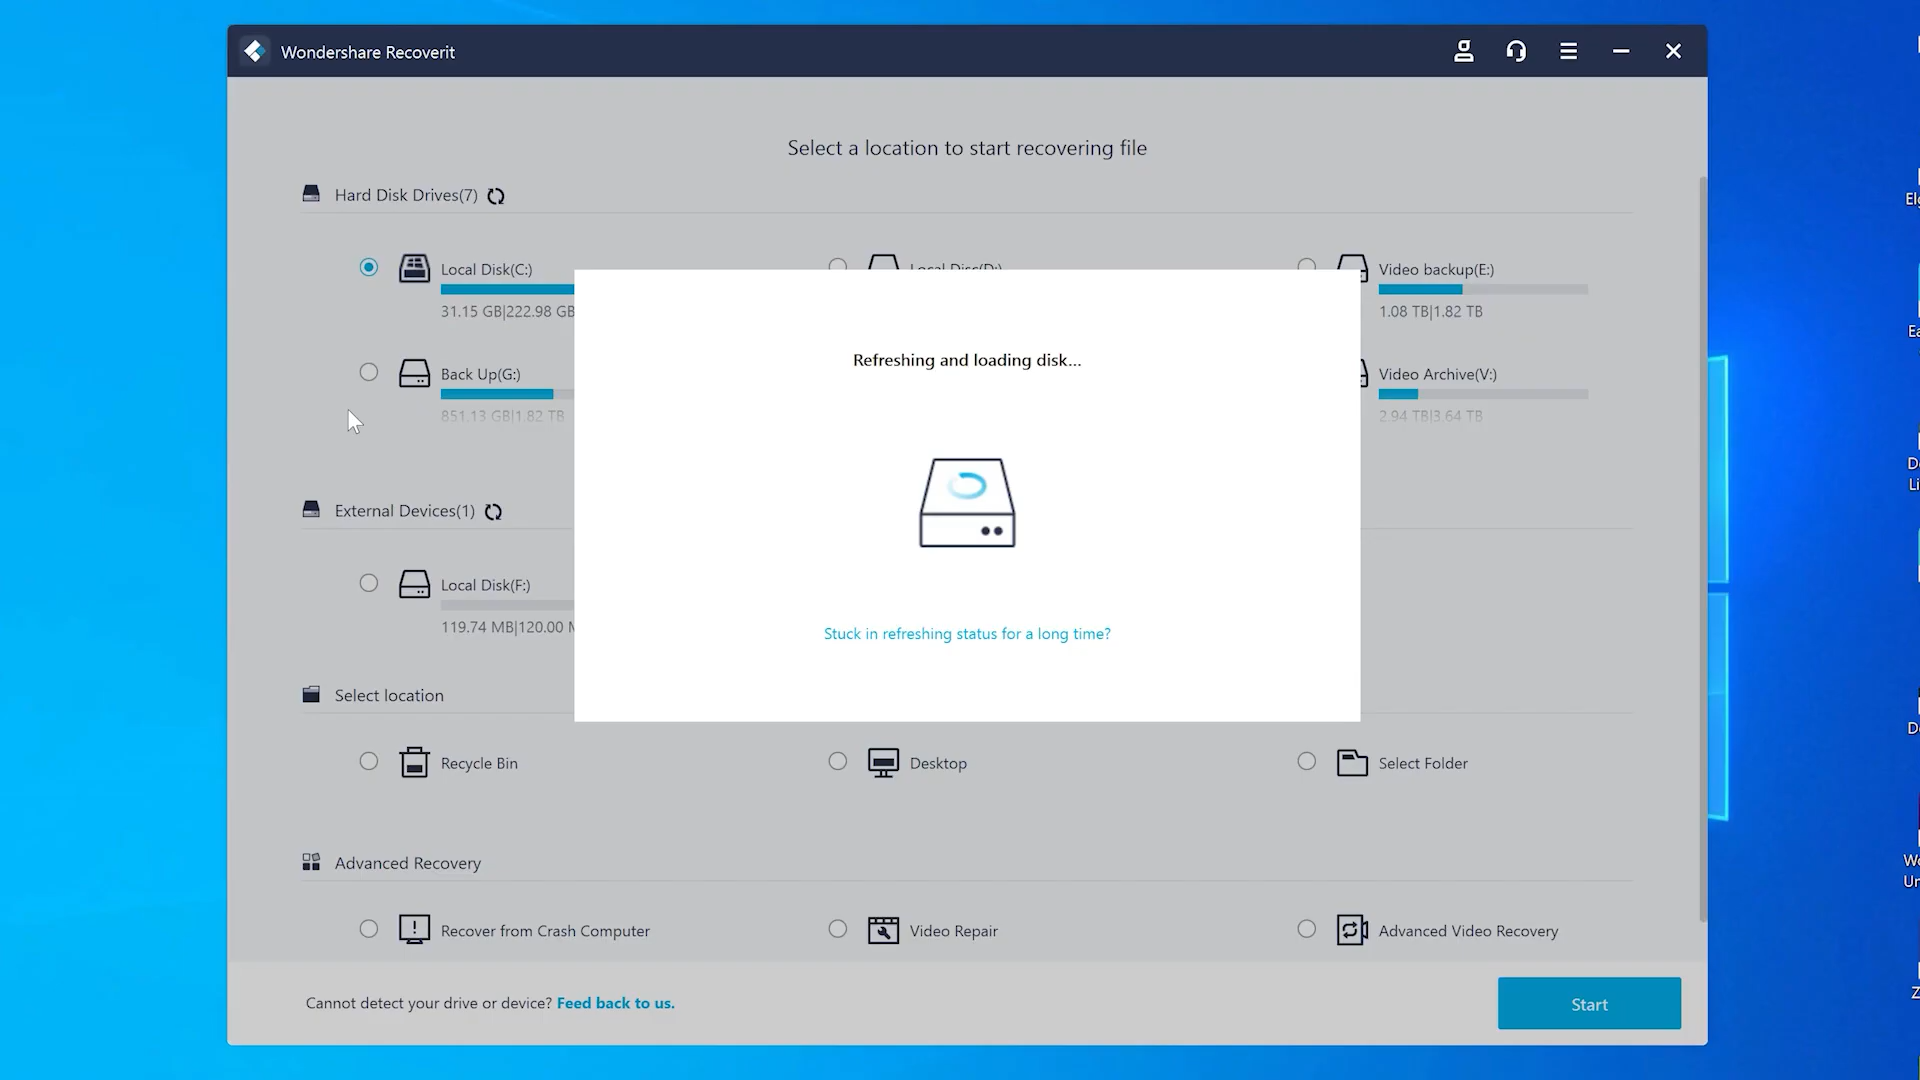 Wondershare Recoverit
Select a location to start recovering file
Hard Disk Drives(7)
Local Disk(C:)
Local Disc(D:)
Video backup(E:)
31.15 GB|222.98 GB
1.08 TB|1.82 TB
Refreshing and loading disk...
Back Up(G:)
Video Archive(V:)
851.13 GB|1.82 TB
2.94 TB|3.64 TB
External Devices(1)
Local Disk(F:)
119.74 MB|120.00
Stuck in refreshing status for a long time?
Select location
Recycle Bin
Desktop
Select Folder
Advanced Recovery
Recover from Crash Computer
Video Repair
Advanced Video Recovery
Cannot detect your drive or device? Feed back to us.
Start